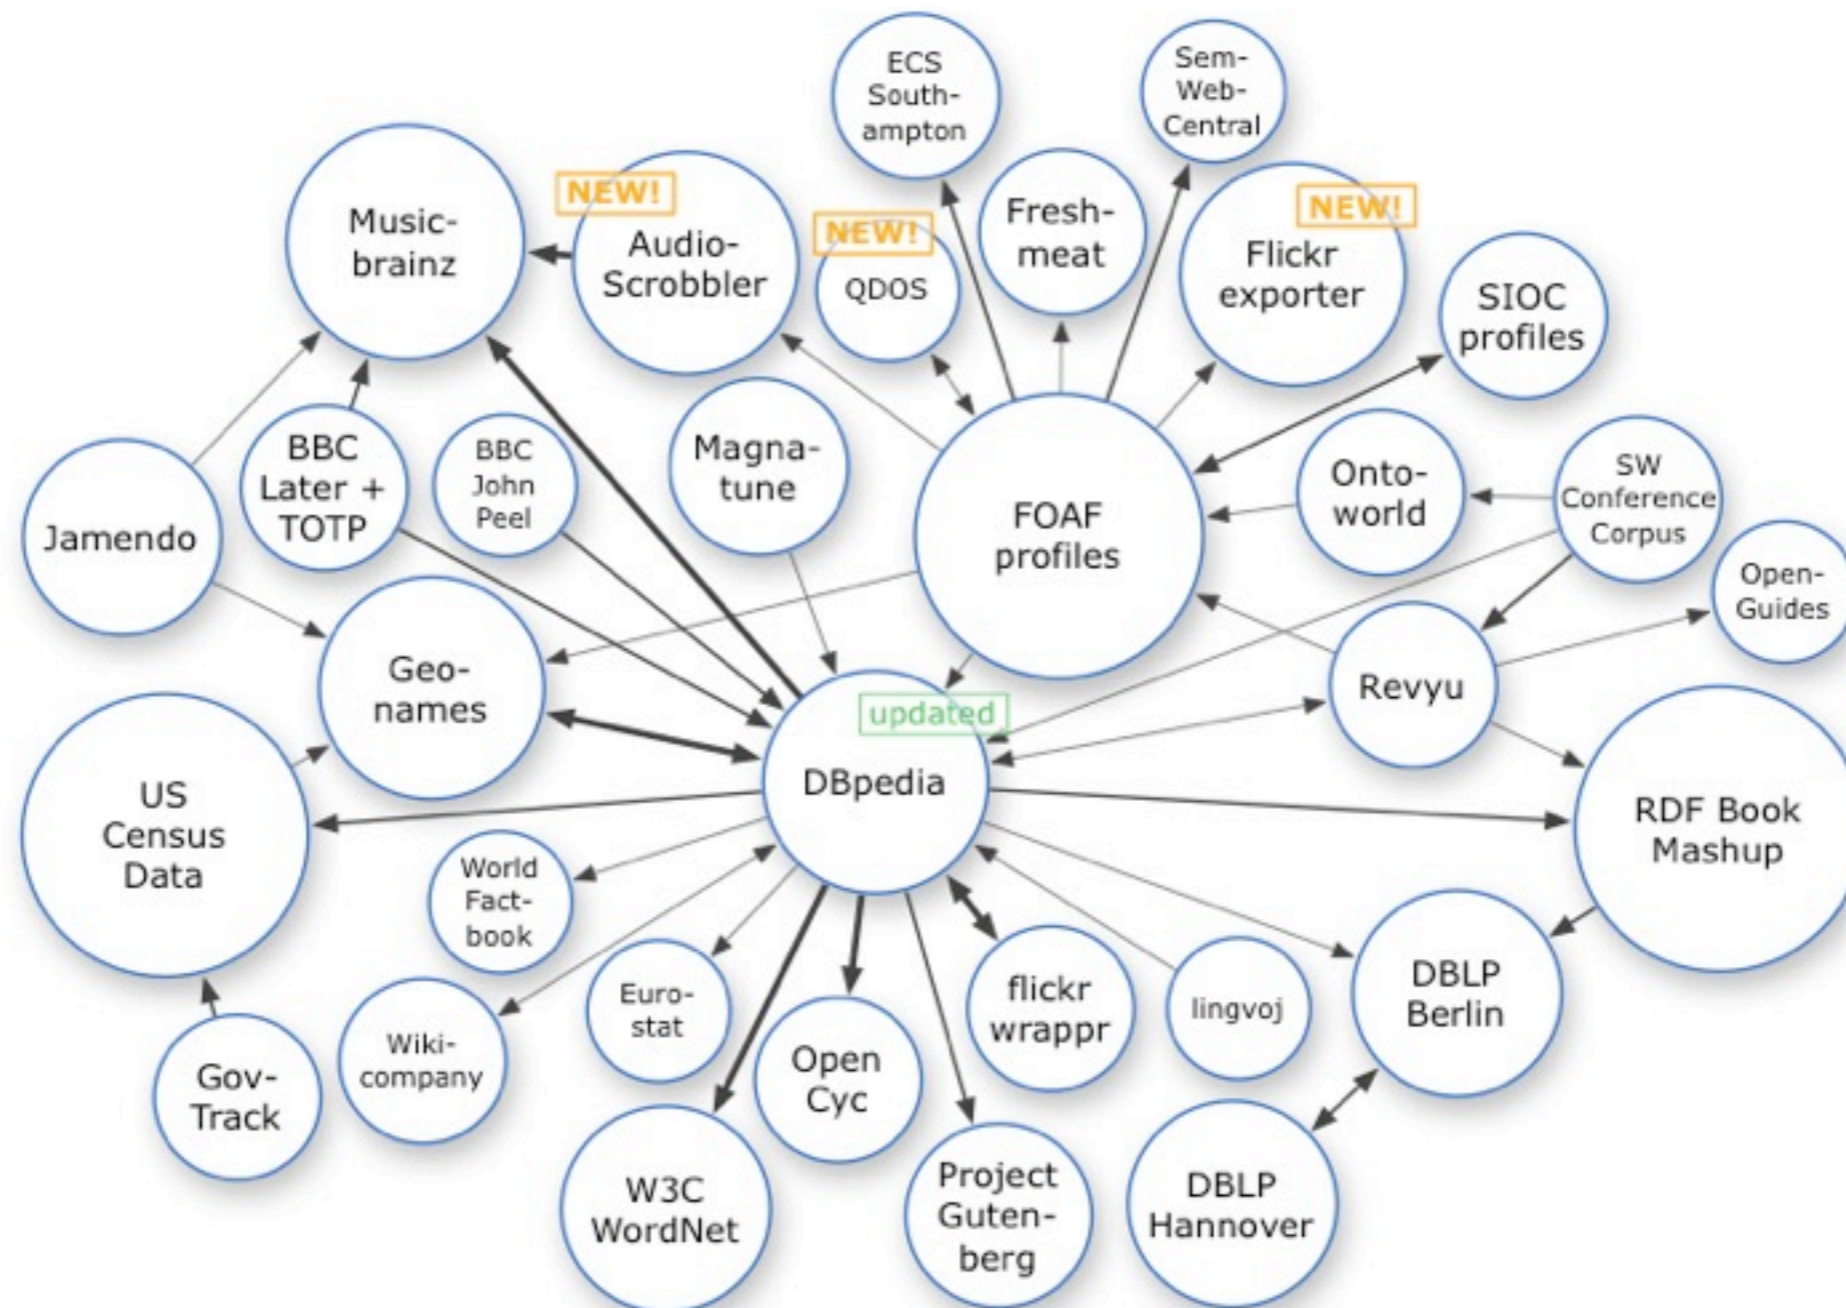 ECS
South-
ampton
Sem-
Web-
Central
Music-
brainz
NEW!
Audio-
Scrobbler
NEW!
QDOS
Fresh-
meat
NEW!
Flickr
exporter
SIOC
profiles
Jamendo
BBC
Later +
TOTP
BBC
John
Peel
Magna-
tune
FOAF
profiles
Onto-
world
SW
Conference
Corpus
Open-
Guides
Geo-
names
Revyu
updated
DBpedia
US
Census
Data
RDF Book
Mashup
World
Fact-
book
Wiki-
company
Euro-
stat
Open
Cyc
flickr
wrappr
lingvoj
DBLP
Berlin
Gov-
Track
W3C
WordNet
Project
Guten-
berg
DBLP
Hannover